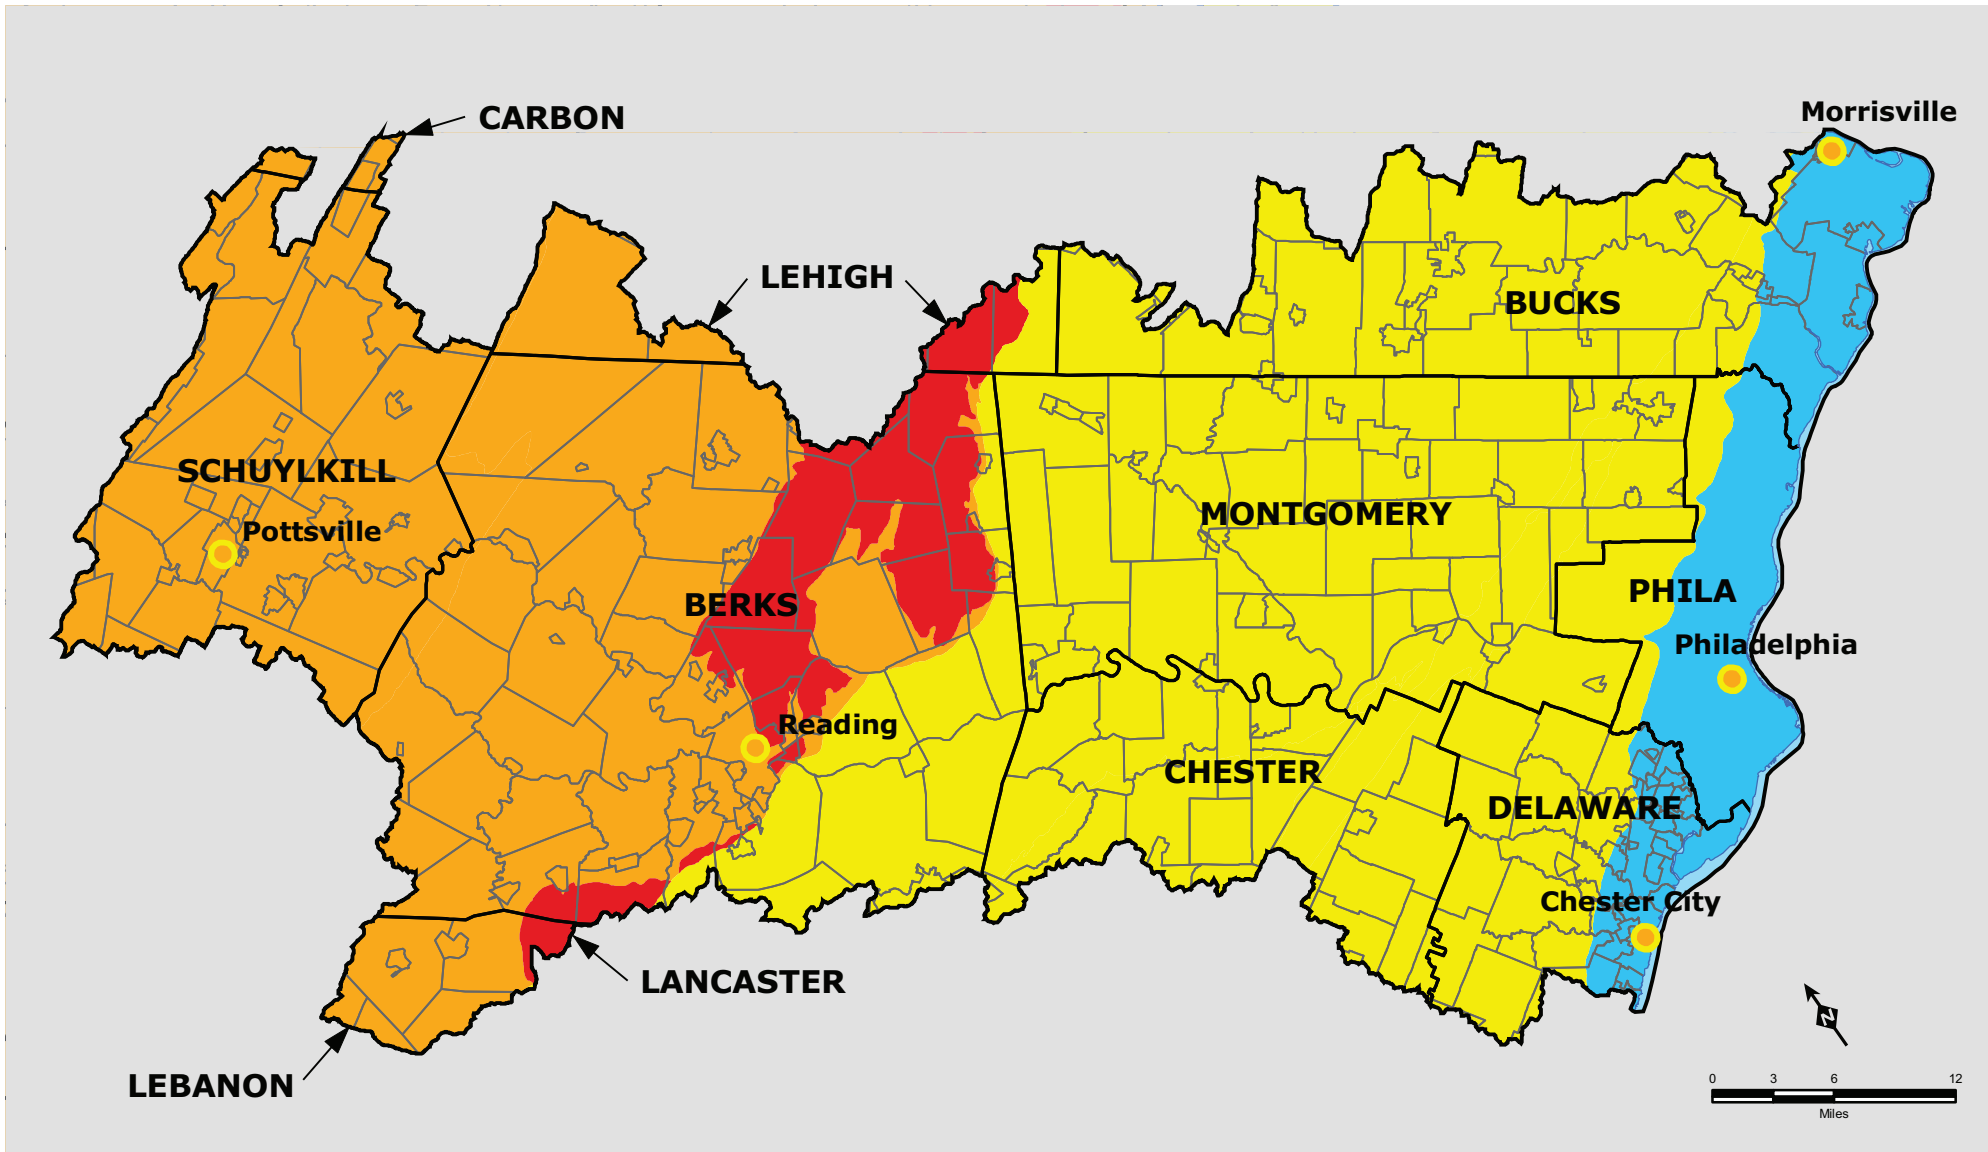 Morrisville
CARBON
LEHIGH
BUCKS
SCHUYLKILL
Pottsville
MONTGOMERY
BERKS
PHILA
Philadelphia
Reading
CHESTER
DELAWARE
Chester City
LANCASTER
LEBANON
N
0 3 6 12
Miles